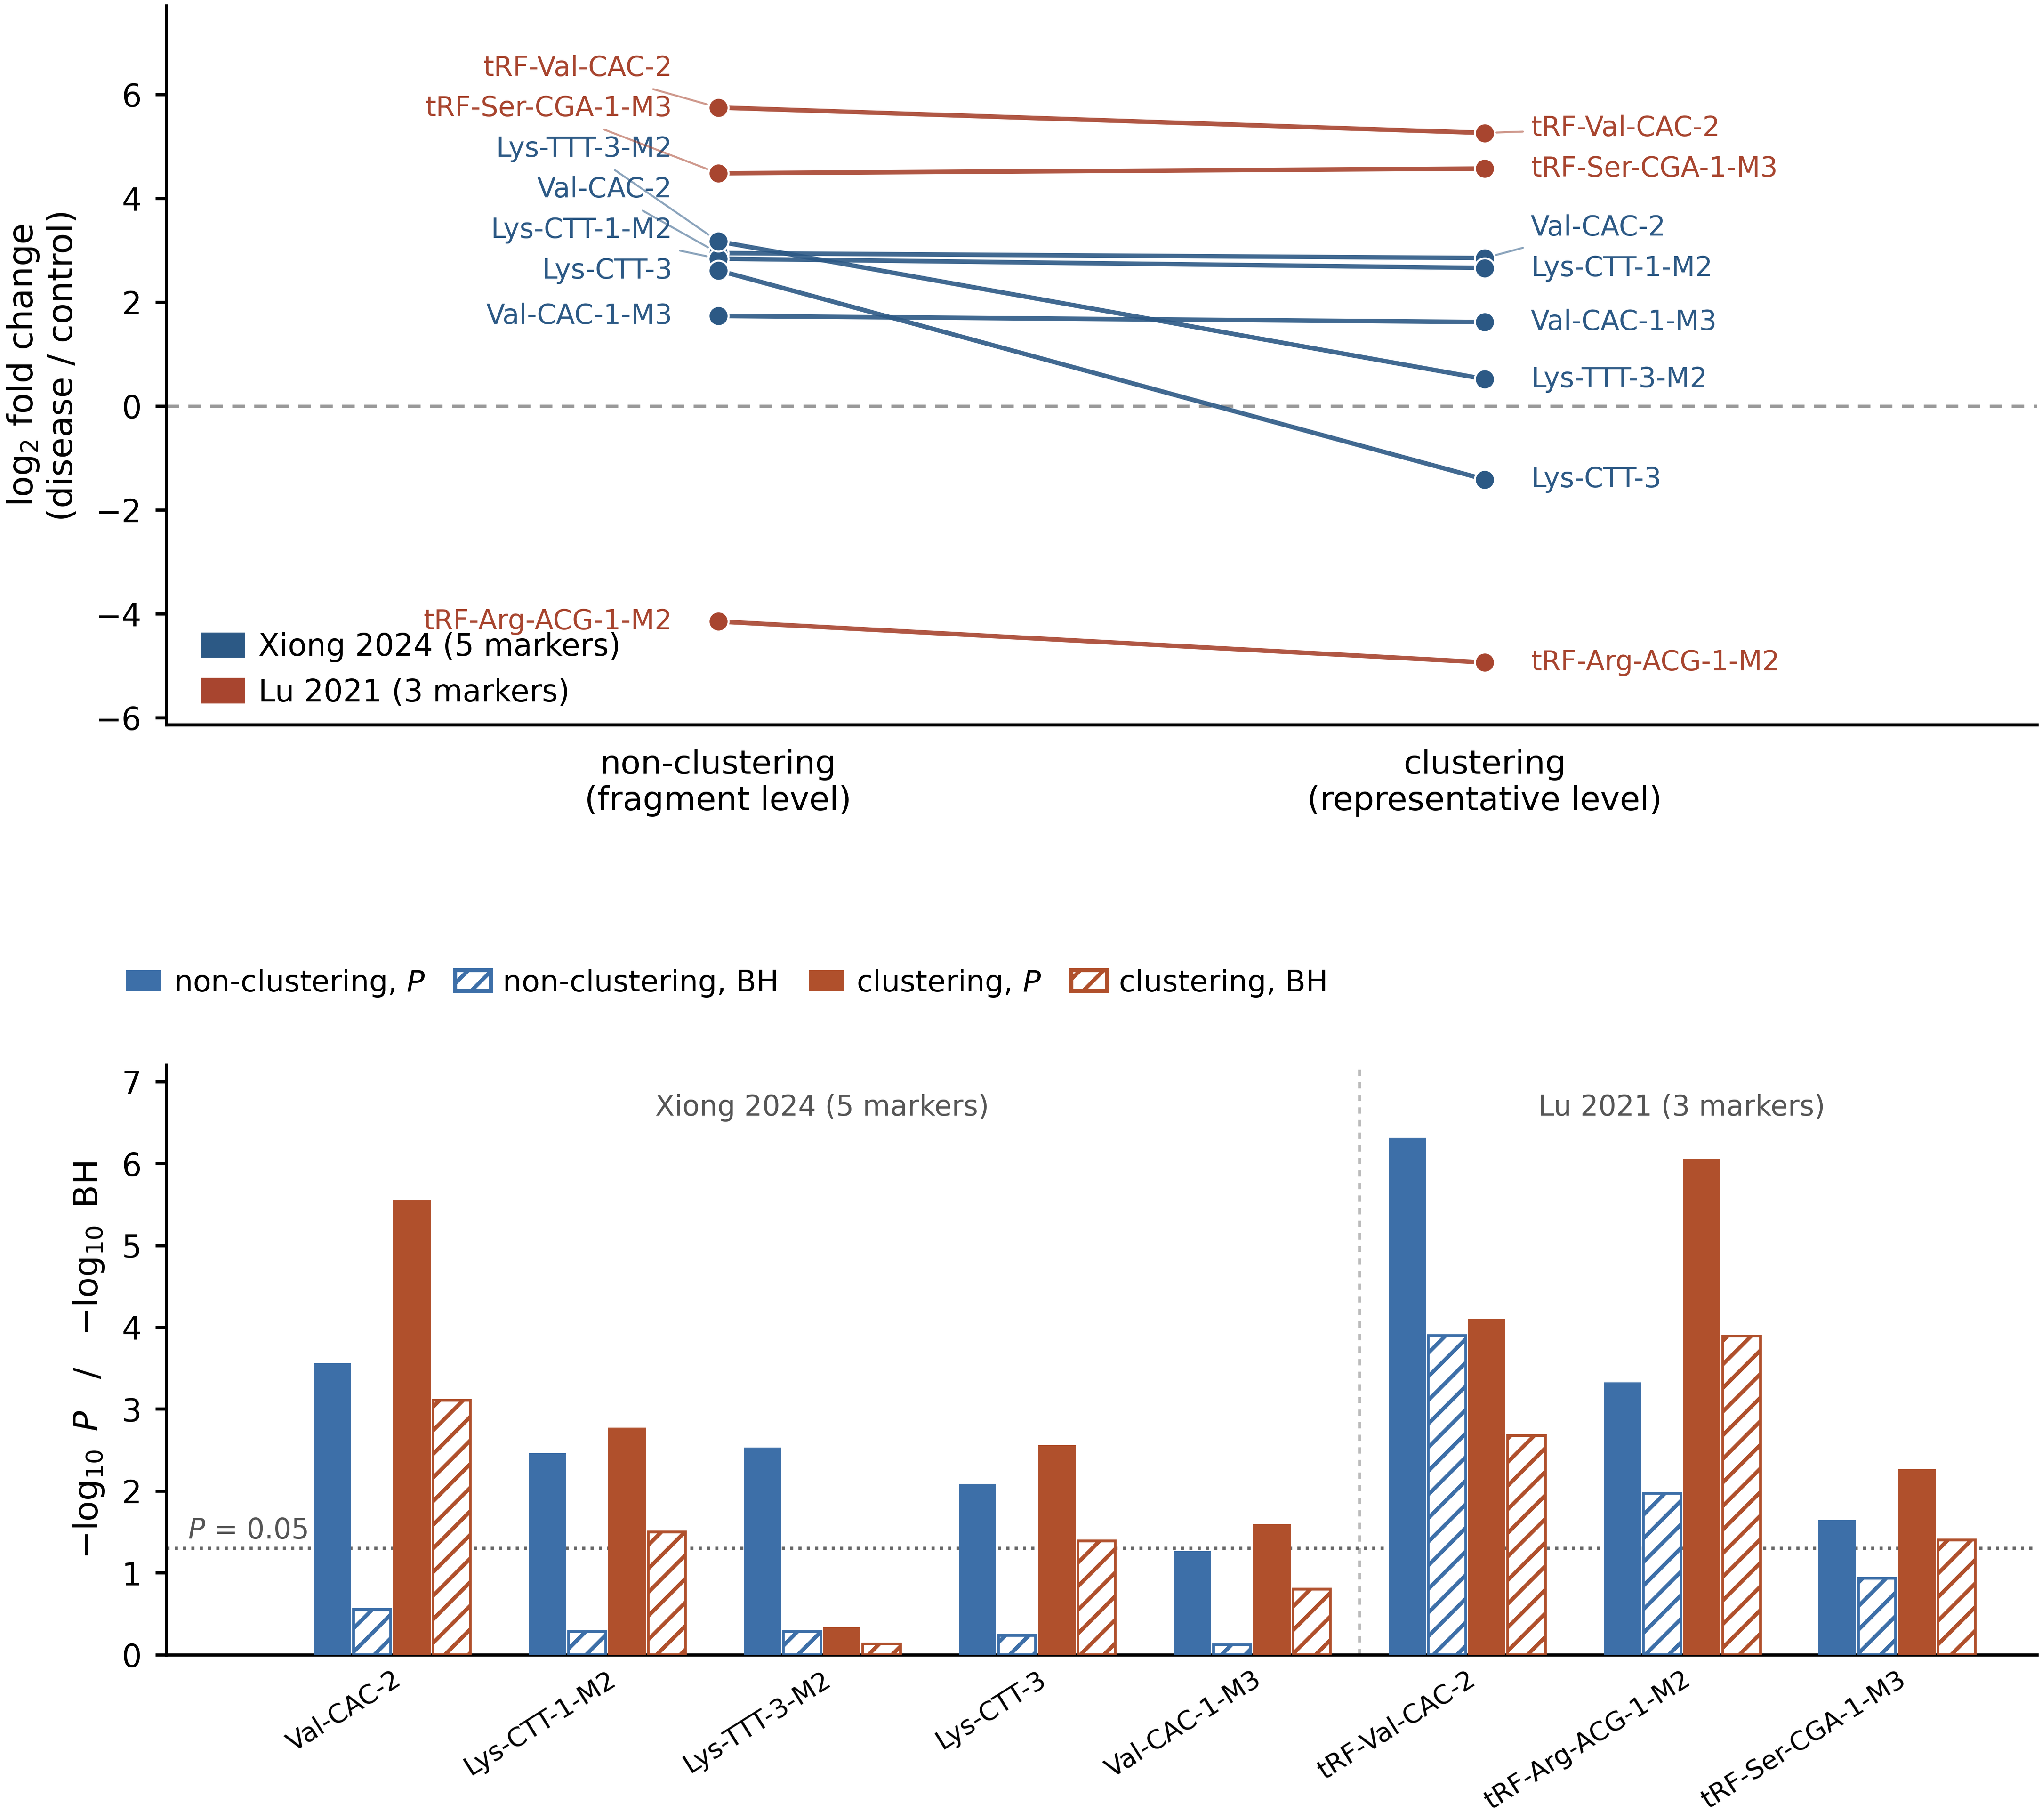 tRF-Val-CAC-2
tRF-Ser-CGA-1-M3
Lys-TTT-3-M2
Val-CAC-2
Lys-CTT-1-M2
Lys-CTT-3
Val-CAC-1-M3
tRF-Arg-ACG-1-M2
tRF-Val-CAC-2
tRF-Ser-CGA-1-M3
Val-CAC-2
Lys-CTT-1-M2
Val-CAC-1-M3
Lys-TTT-3-M2
Lys-CTT-3
tRF-Arg-ACG-1-M2
log₂ fold change
(disease / control)
6
4
2
0
−2
−4
−6
Xiong 2024 (5 markers)
Lu 2021 (3 markers)
non-clustering
(fragment level)
clustering
(representative level)
non-clustering, P
non-clustering, BH
clustering, P
clustering, BH
−log₁₀ P / −log₁₀ BH
7
6
5
4
3
2
1
0
Xiong 2024 (5 markers)
Lu 2021 (3 markers)
P = 0.05
Val-CAC-2
Lys-CTT-1-M2
Lys-TTT-3-M2
Lys-CTT-3
Val-CAC-1-M3
tRF-Val-CAC-2
tRF-Arg-ACG-1-M2
tRF-Ser-CGA-1-M3